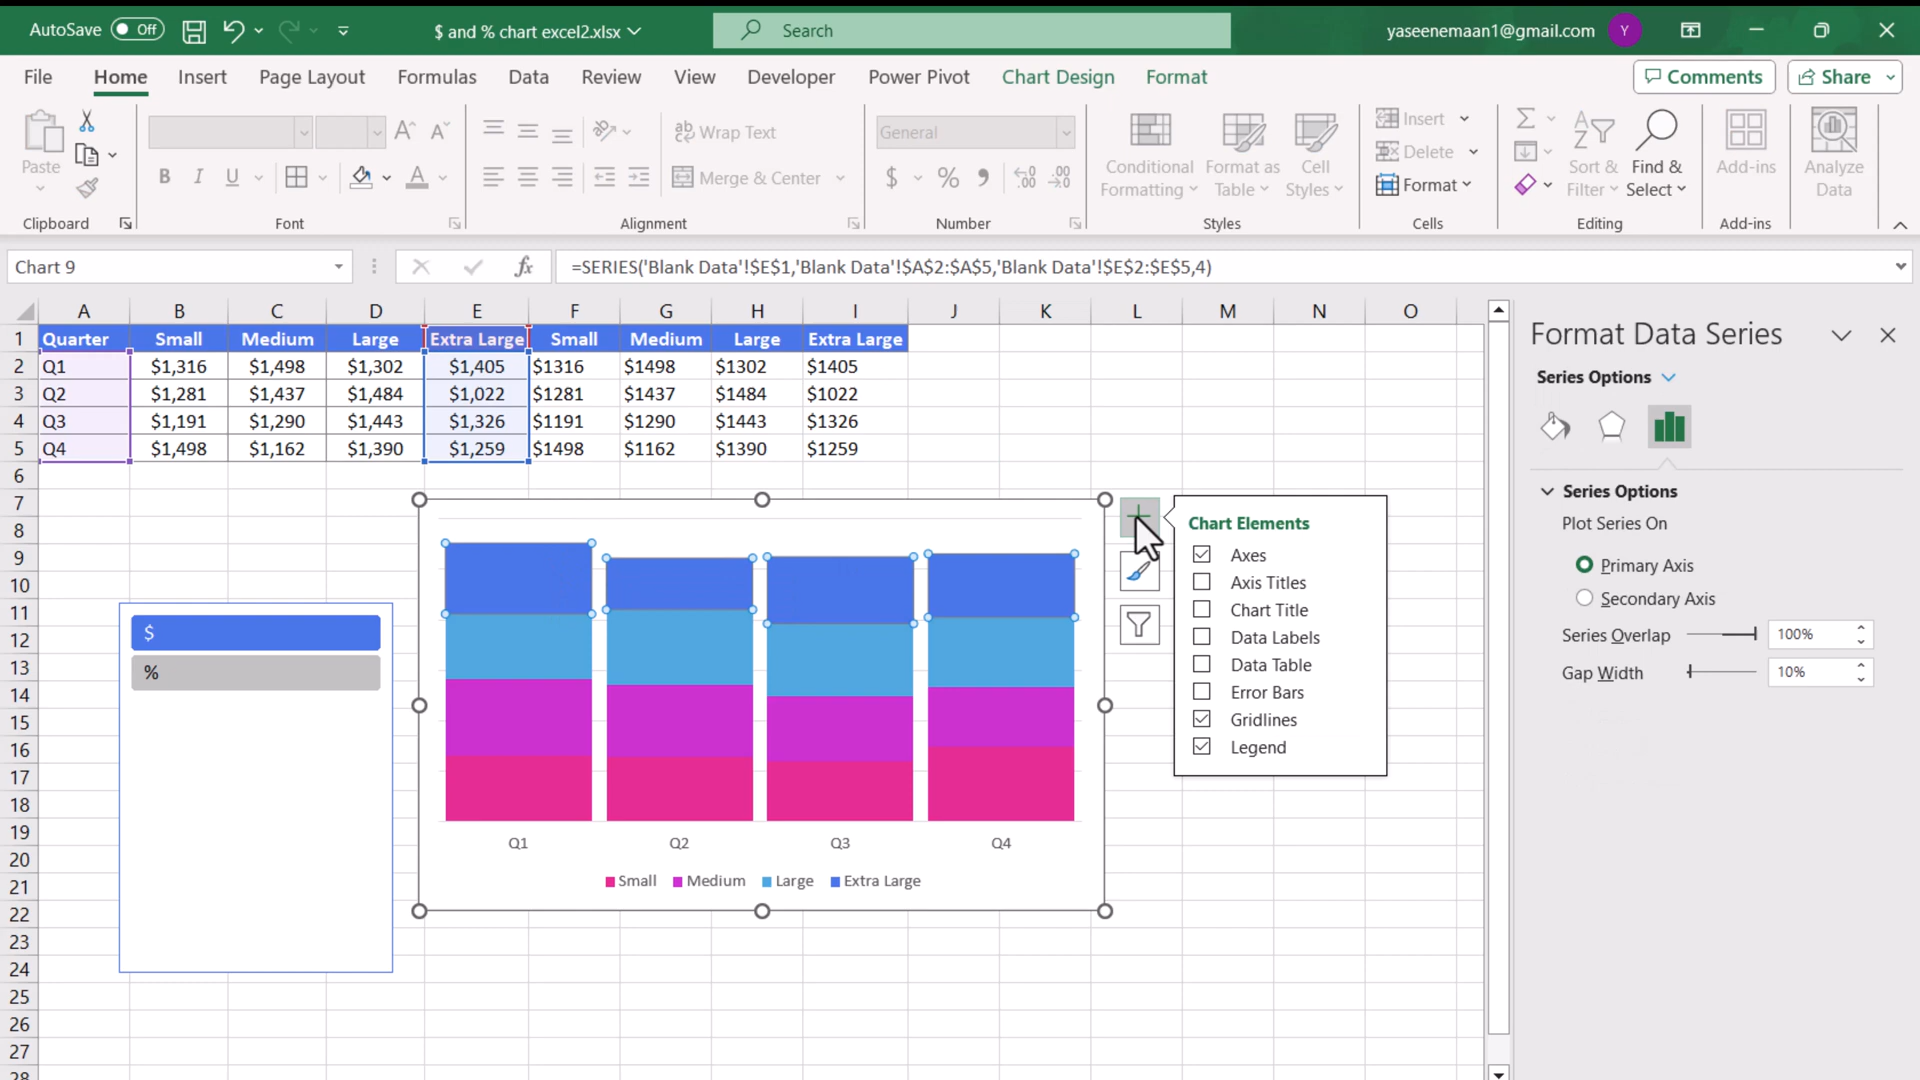 AutoSave Off $ and % chart excel2.xlsx Search yaseenemaan1@gmail.com Y
File Home Insert Page Layout Formulas Data Review View Developer Power Pivot Chart Design Format Comments Share
Paste
B I U
Wrap Text
Merge & Center
General
$ % 9
Conditional Formatting
Format as Table
Cell Styles
Insert
Delete
Format
Sort & Filter
Find & Select
Add-ins
Analyze Data
Clipboard Font Alignment Number Styles Cells Editing Add-ins
Chart 9 fx =SERIES('Blank Data'!$E$1,'Blank Data'!$A$2:$A$5,'Blank Data'!$E$2:$E$5,4)
A B C D E F G H I J K L M N O
1 Quarter Small Medium Large Extra Large Small Medium Large Extra Large
2 Q1 $1,316 $1,498 $1,302 $1,405 $1316 $1498 $1302 $1405
3 Q2 $1,281 $1,437 $1,484 $1,022 $1281 $1437 $1484 $1022
4 Q3 $1,191 $1,290 $1,443 $1,326 $1191 $1290 $1443 $1326
5 Q4 $1,498 $1,162 $1,390 $1,259 $1498 $1162 $1390 $1259
6
7
8
9
10
11
12
13
14
15
16
17
18
19
20
21
22
23
24
25
26
27
28
$
%
Q1 Q2 Q3 Q4
Small Medium Large Extra Large
Chart Elements
Axes
Axis Titles
Chart Title
Data Labels
Data Table
Error Bars
Gridlines
Legend
Format Data Series
Series Options
Series Options
Plot Series On
Primary Axis
Secondary Axis
Series Overlap 100%
Gap Width 10%